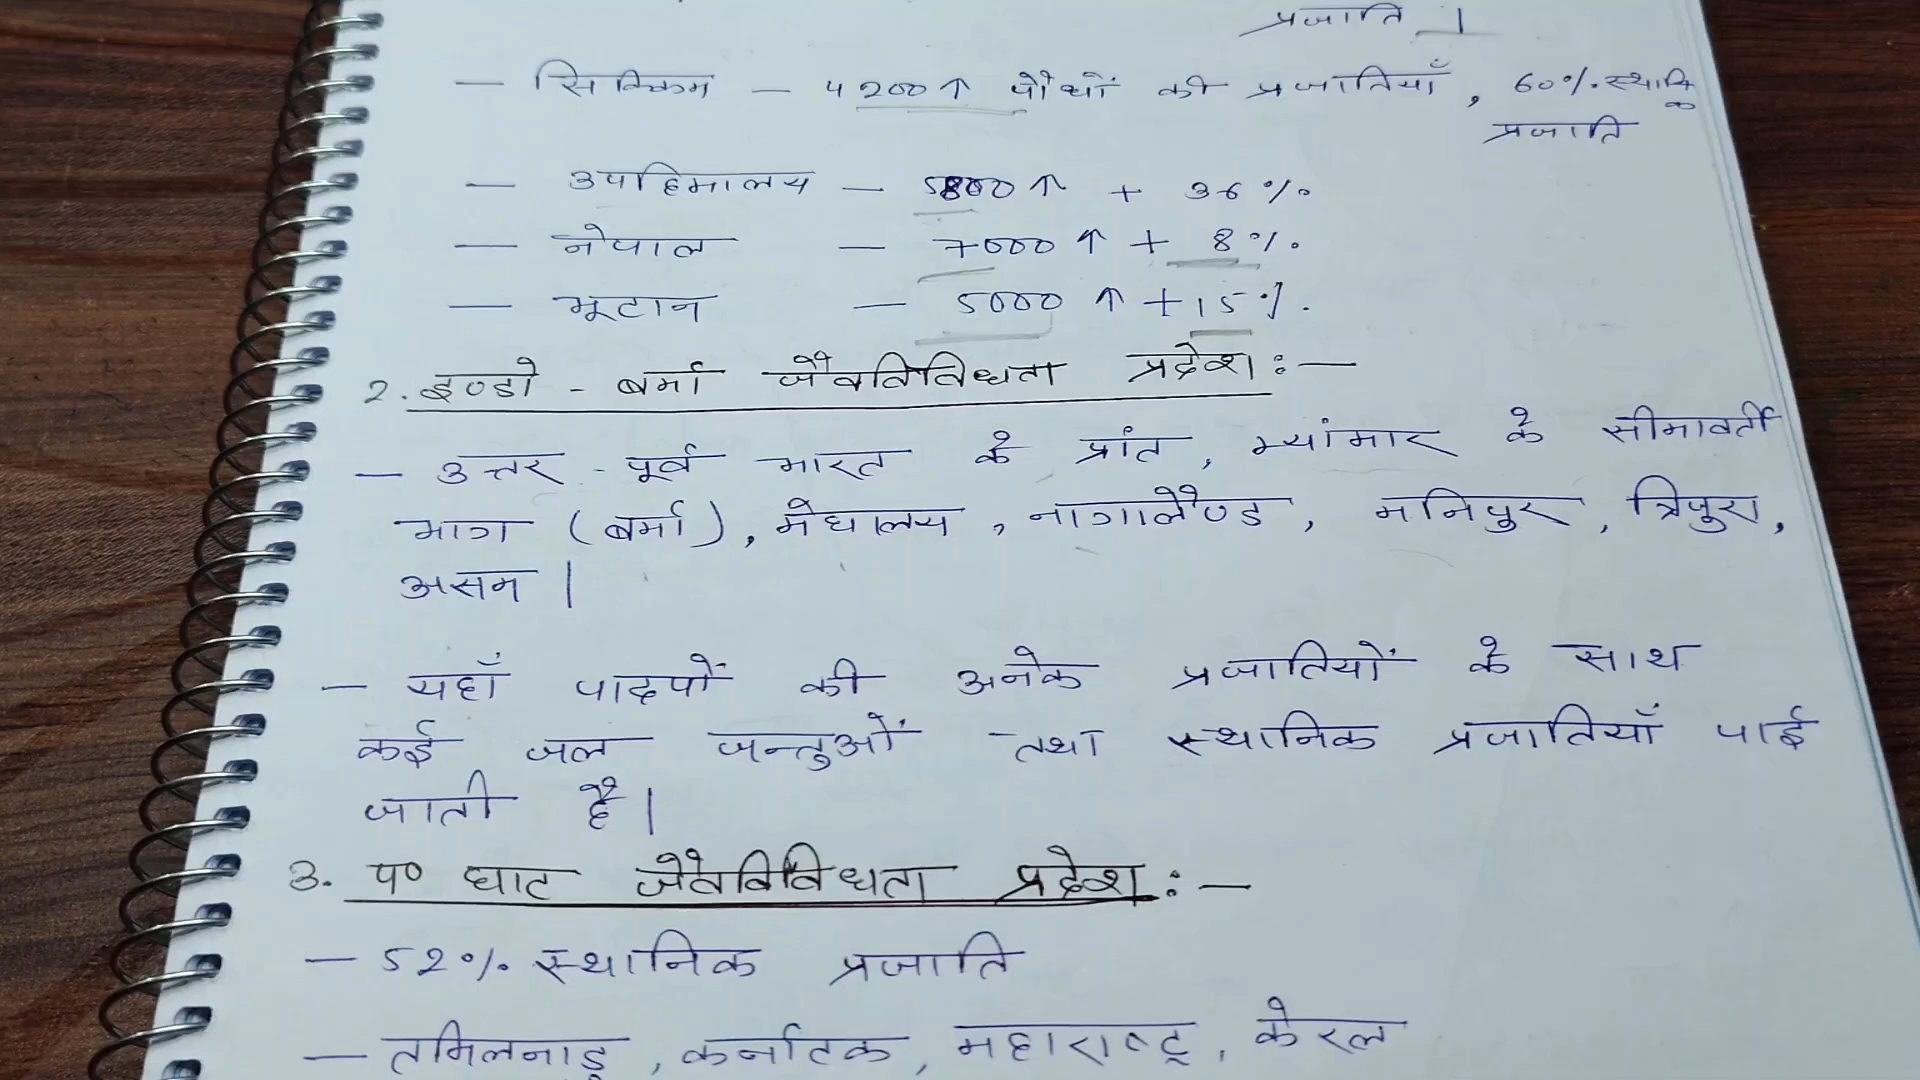 प्रजाति |
— सिक्किम — 4200↑ पौधों की प्रजातियाँ, 60% स्थानिक
प्रजाति
— उपहिमालय — 5800↑ + 36%
— नेपाल — 7000↑ + 8%
— भूटान — 5000↑ + 15%.
2. इण्डो - बर्मा जैवविविधता प्रदेश :—
— उत्तर - पूर्व भारत के प्रांत, म्यांमार के सीमावर्ती
भाग (बर्मा), मेघालय, नागालैण्ड, मनिपुर, त्रिपुरा,
असम |
— यहाँ पादपों की अनेक प्रजातियों के साथ
कई जल जन्तुओं तथा स्थानिक प्रजातियाँ पाई
जाती है |
3. प० घाट जैवविविधता प्रदेश :—
— 52% स्थानिक प्रजाति
— तमिलनाडू, कर्नाटक, महाराष्ट्र, केरल